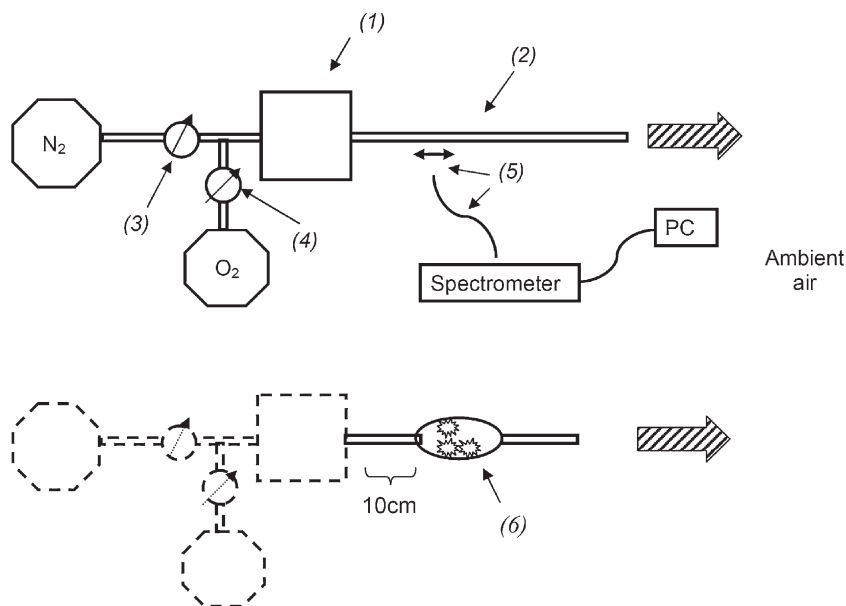 (1)
(2)
N₂
(3)
(4)
(5)
O₂
PC
Spectrometer
Ambient
air
10cm
(6)